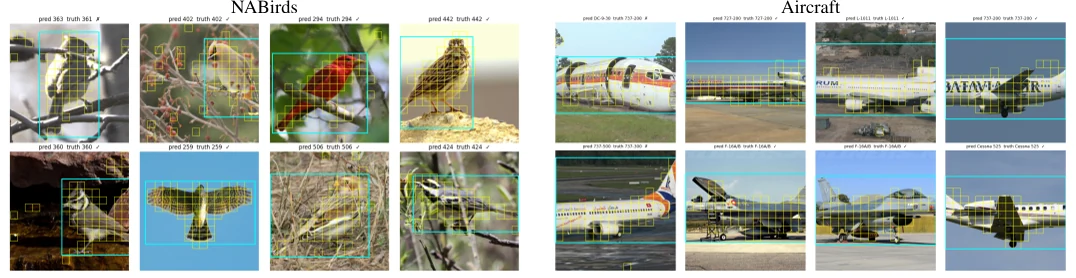 NABirds
Aircraft
pred 363 truth 361 ✗
pred 402 truth 402 ✓
pred 294 truth 294 ✓
pred 442 truth 442 ✓
pred DC-9-30 truth 737-200 ✗
pred 727-200 truth 727-200 ✓
pred L-1011 truth L-1011 ✓
pred 737-200 truth 737-200 ✓
RUM
BATAVIA AIR
pred 360 truth 360 ✓
pred 259 truth 259 ✓
pred 506 truth 506 ✓
pred 424 truth 424 ✓
pred 737-500 truth 737-300 ✗
pred F-16A/B truth F-16A/B ✓
pred F-16A/B truth F-16A/B ✓
pred Cessna 525 truth Cessna 525 ✓